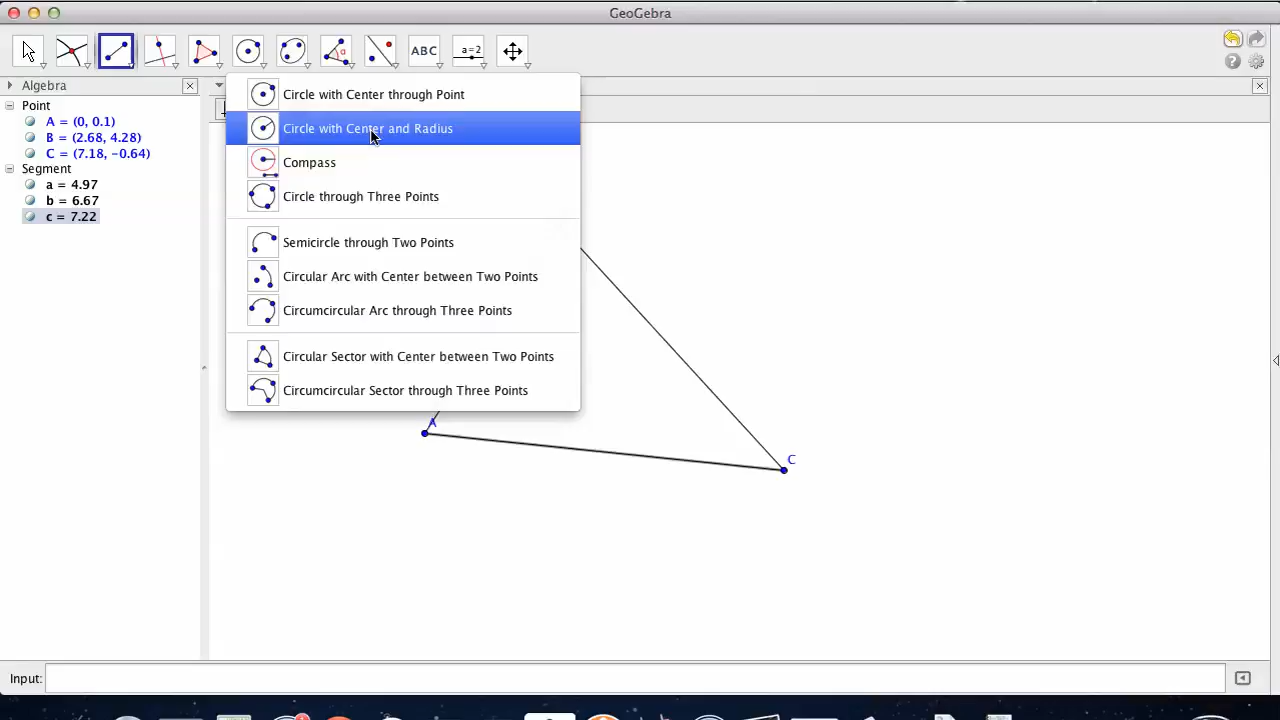 GeoGebra
ABC
a=2
α
Algebra
Point
A = (0, 0.1)
B = (2.68, 4.28)
C = (7.18, −0.64)
Segment
a = 4.97
b = 6.67
c = 7.22
Circle with Center through Point
Circle with Center and Radius
Compass
Circle through Three Points
Semicircle through Two Points
Circular Arc with Center between Two Points
Circumcircular Arc through Three Points
Circular Sector with Center between Two Points
Circumcircular Sector through Three Points
A
C
Input: